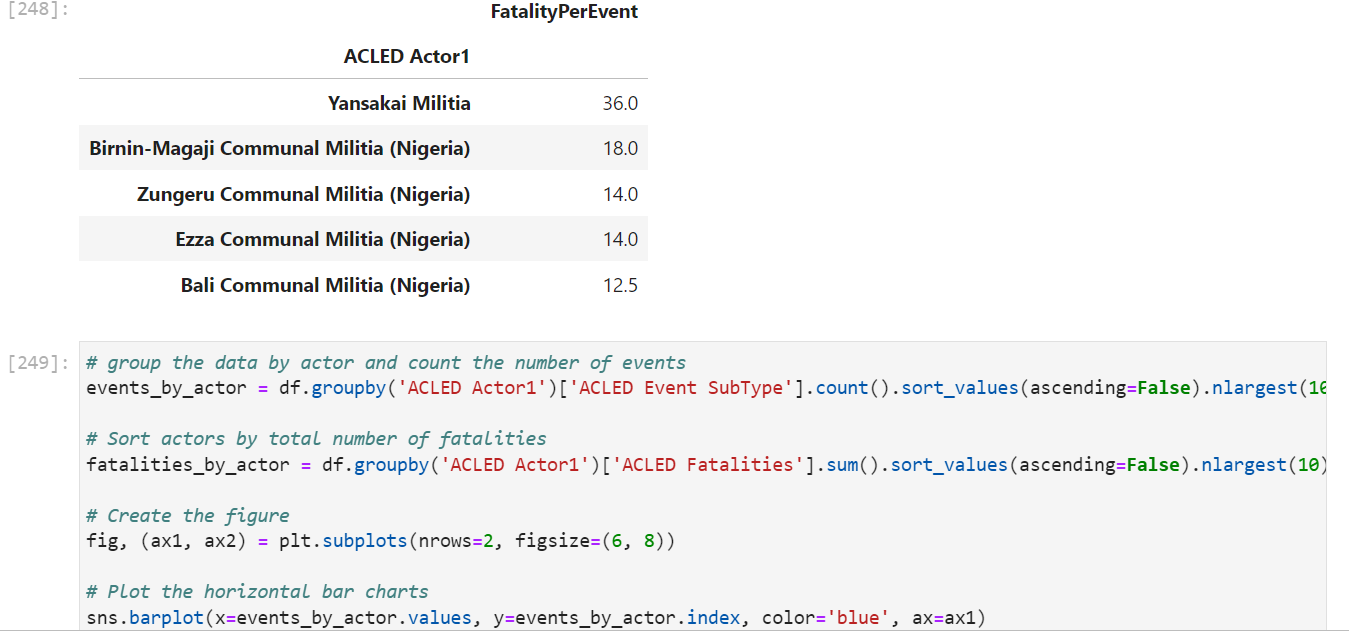 [248]:
FatalityPerEvent
ACLED Actor1
Yansakai Militia 36.0
Birnin-Magaji Communal Militia (Nigeria) 18.0
Zungeru Communal Militia (Nigeria) 14.0
Ezza Communal Militia (Nigeria) 14.0
Bali Communal Militia (Nigeria) 12.5
[249]:
# group the data by actor and count the number of events
events_by_actor = df.groupby('ACLED Actor1')['ACLED Event SubType'].count().sort_values(ascending=False).nlargest(10
# Sort actors by total number of fatalities
fatalities_by_actor = df.groupby('ACLED Actor1')['ACLED Fatalities'].sum().sort_values(ascending=False).nlargest(10)
# Create the figure
fig, (ax1, ax2) = plt.subplots(nrows=2, figsize=(6, 8))
# Plot the horizontal bar charts
sns.barplot(x=events_by_actor.values, y=events_by_actor.index, color='blue', ax=ax1)